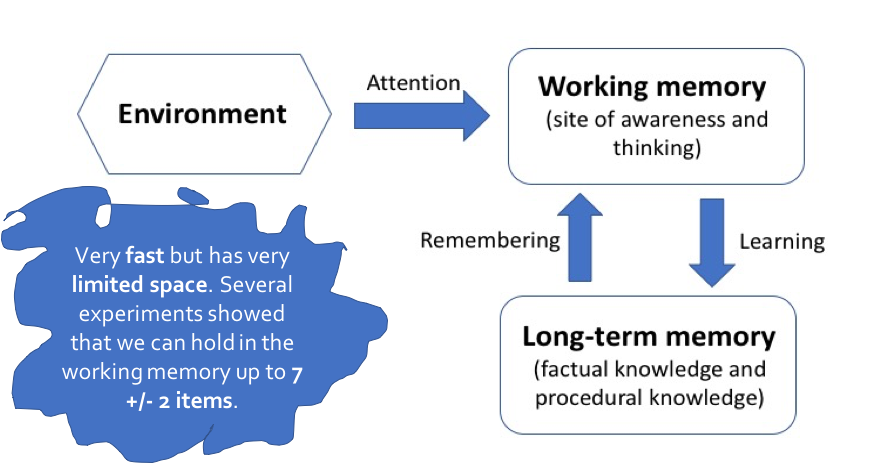 Environment
Attention
Working memory
(site of awareness and
thinking)
Remembering
Learning
Long-term memory
(factual knowledge and
procedural knowledge)
Very fast but has very
limited space. Several
experiments showed
that we can hold in the
working memory up to 7
+/- 2 items.